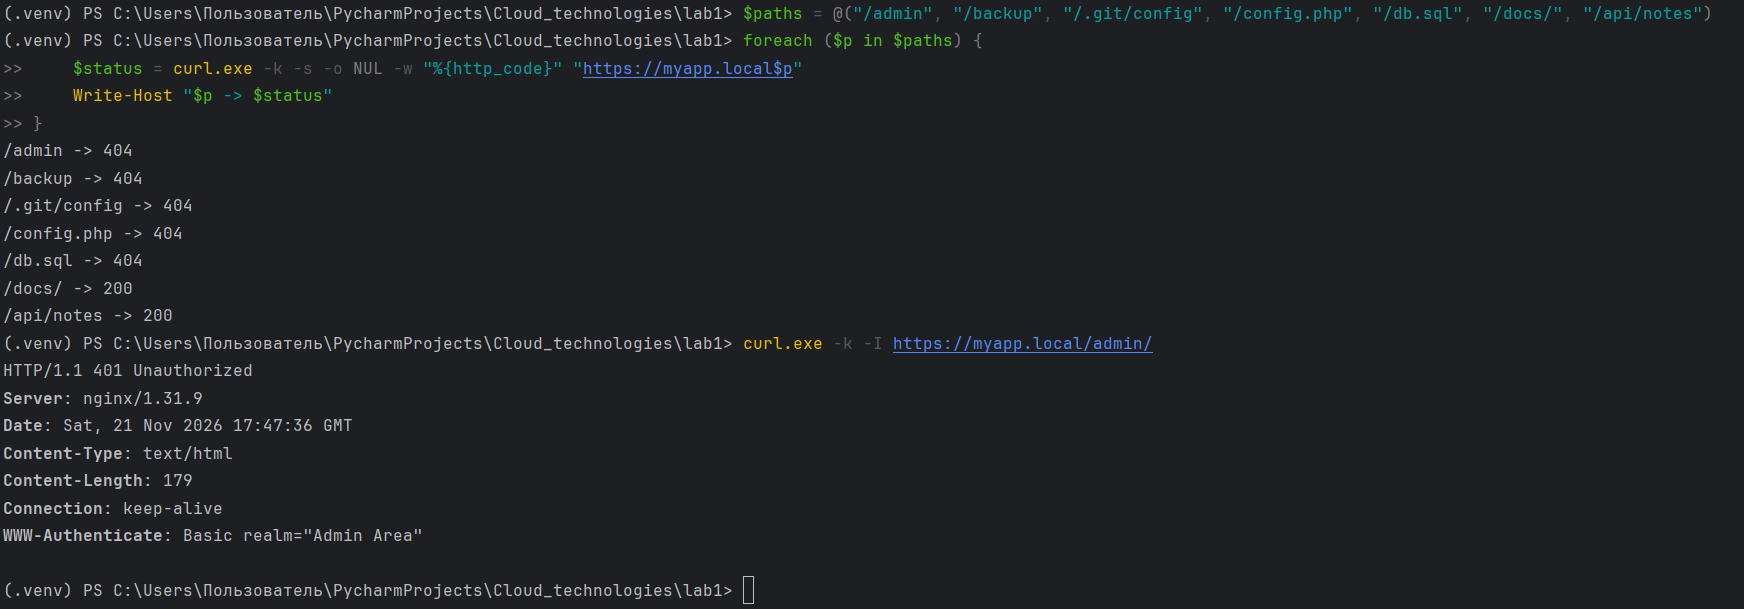 (.venv) PS C:\Users\Пользователь\PycharmProjects\Cloud_technologies\lab1> $paths = @("/admin", "/backup", "/.git/config", "/config.php", "/db.sql", "/docs/", "/api/notes")
(.venv) PS C:\Users\Пользователь\PycharmProjects\Cloud_technologies\lab1> foreach ($p in $paths) {
>>     $status = curl.exe -k -s -o NUL -w "%{http_code}" "https://myapp.local$p"
>>     Write-Host "$p -> $status"
>> }
/admin -> 404
/backup -> 404
/.git/config -> 404
/config.php -> 404
/db.sql -> 404
/docs/ -> 200
/api/notes -> 200
(.venv) PS C:\Users\Пользователь\PycharmProjects\Cloud_technologies\lab1> curl.exe -k -I https://myapp.local/admin/
HTTP/1.1 401 Unauthorized
Server: nginx/1.31.9
Date: Sat, 21 Nov 2026 17:47:36 GMT
Content-Type: text/html
Content-Length: 179
Connection: keep-alive
WWW-Authenticate: Basic realm="Admin Area"
(.venv) PS C:\Users\Пользователь\PycharmProjects\Cloud_technologies\lab1>